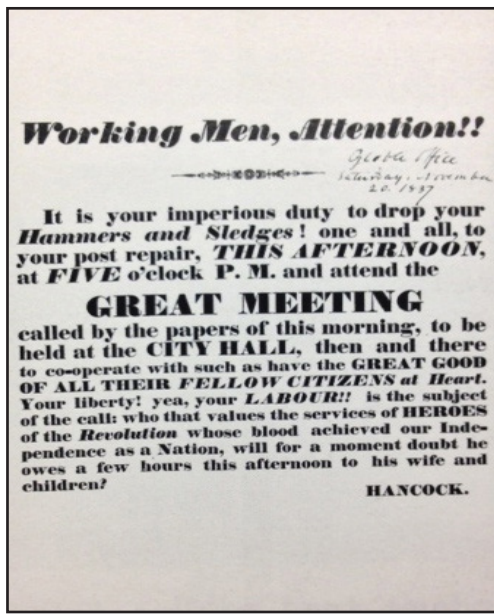 Working Men, Attention!!
Globe Office
Saturday, November
20. 1837
It is your imperious duty to drop your
Hammers and Sledges! one and all, to
your post repair, THIS AFTERNOON,
at FIVE o'clock P. M. and attend the
GREAT MEETING
called by the papers of this morning, to be
held at the CITY HALL, then and there
to co-operate with such as have the GREAT GOOD
OF ALL THEIR FELLOW CITIZENS at Heart.
Your liberty! yea, your LABOUR!! is the subject
of the call: who that values the services of HEROES
of the Revolution whose blood achieved our Inde-
pendence as a Nation, will for a moment doubt he
owes a few hours this afternoon to his wife and
children?
HANCOCK.